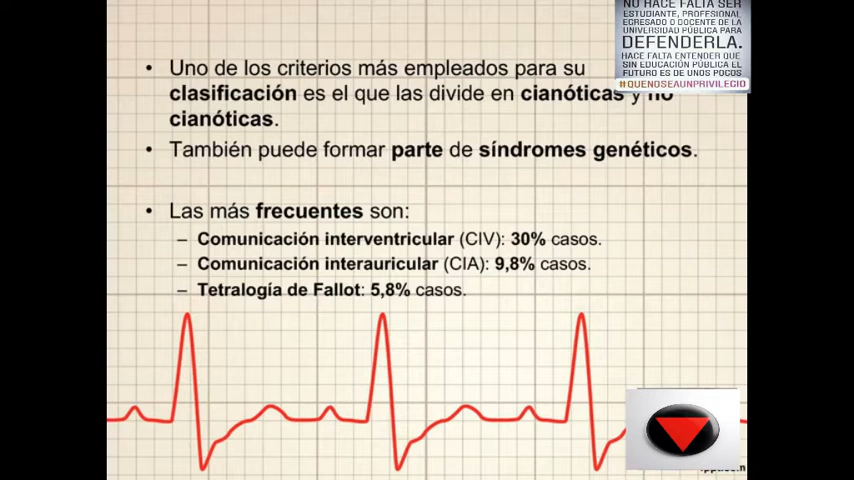 NO HACE FALTA SER
ESTUDIANTE, PROFESIONAL
EGRESADO O DOCENTE DE LA
UNIVERSIDAD PÚBLICA PARA
DEFENDERLA.
HACE FALTA ENTENDER QUE
SIN EDUCACIÓN PÚBLICA EL
FUTURO ES DE UNOS POCOS
#QUENOSEAUNPRIVILEGIO
• Uno de los criterios más empleados para su
clasificación es el que las divide en cianóticas y no
cianóticas.
• También puede formar parte de síndromes genéticos.
• Las más frecuentes son:
– Comunicación interventricular (CIV): 30% casos.
– Comunicación interauricular (CIA): 9,8% casos.
– Tetralogía de Fallot: 5,8% casos.